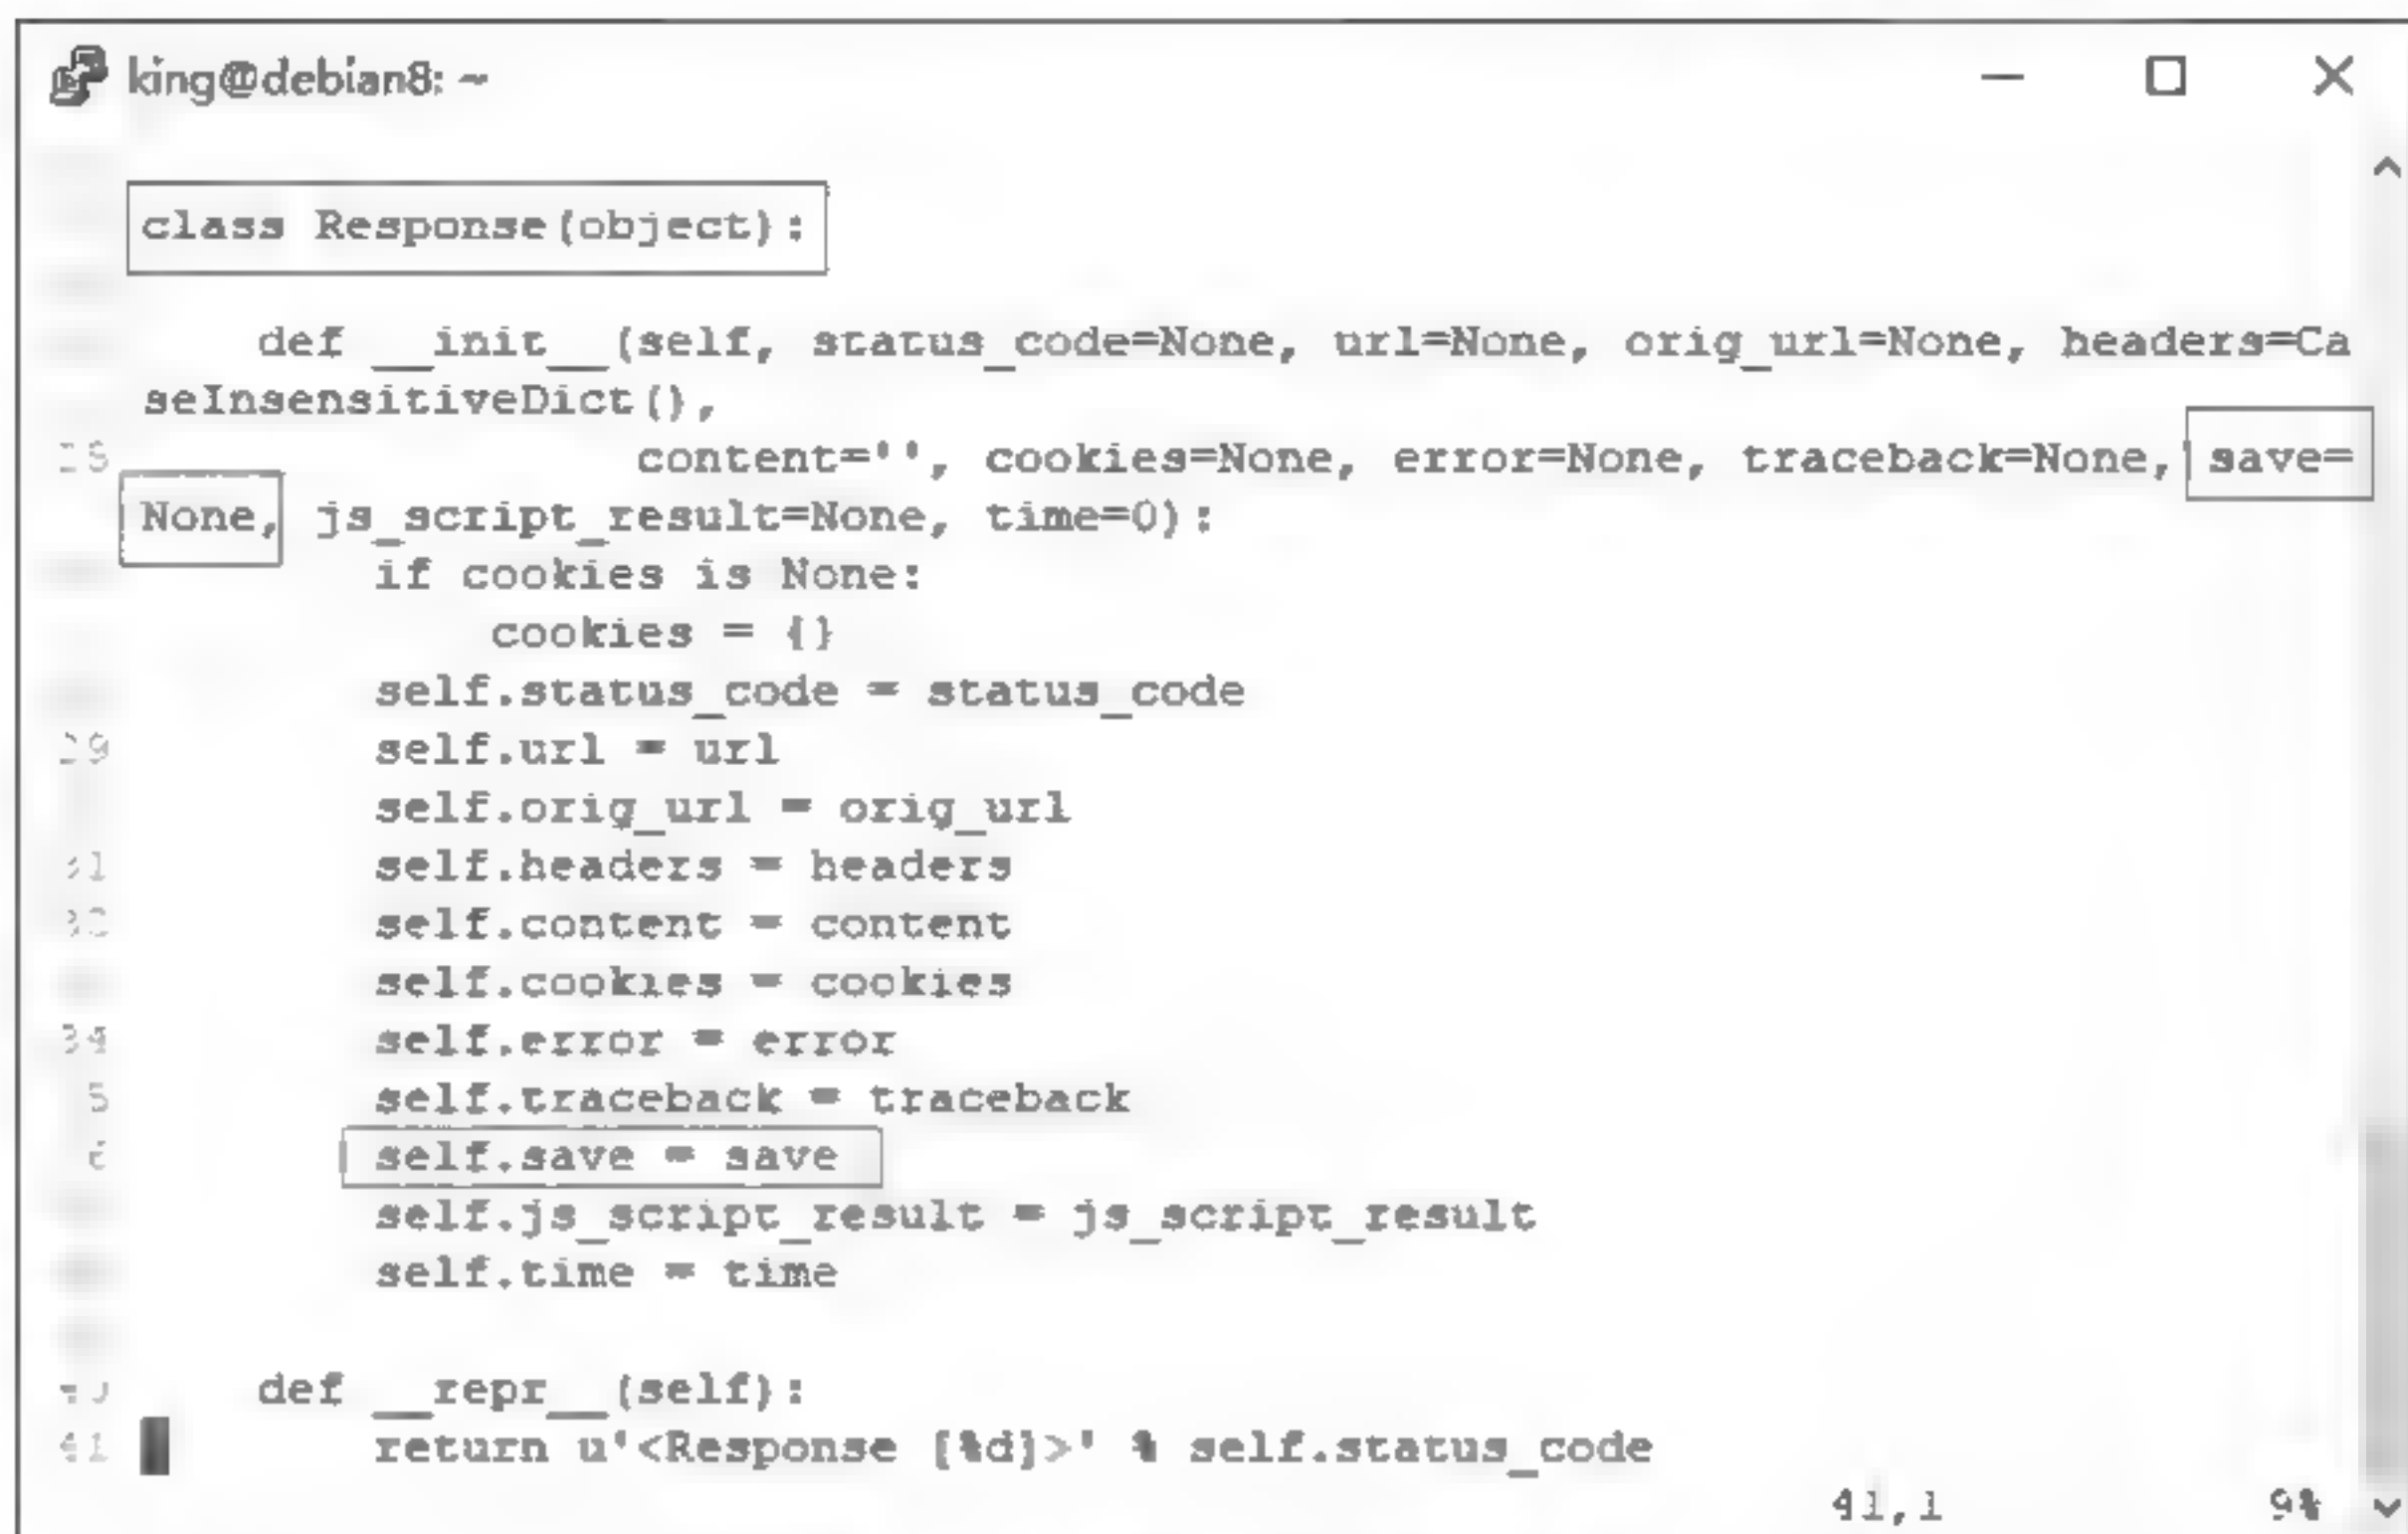 king@debian8: ~
class Response(object):
    def __init__(self, status_code=None, url=None, orig_url=None, headers=Ca
seInsensitiveDict(),
                 content='', cookies=None, error=None, traceback=None, save=
None, js_script_result=None, time=0):
        if cookies is None:
            cookies = {}
        self.status_code = status_code
        self.url = url
        self.orig_url = orig_url
        self.headers = headers
        self.content = content
        self.cookies = cookies
34        self.error = error
        self.traceback = traceback
        self.save = save
        self.js_script_result = js_script_result
        self.time = time
    def __repr__(self):
41        return u'<Response [%d]>' % self.status_code
41,1 9%